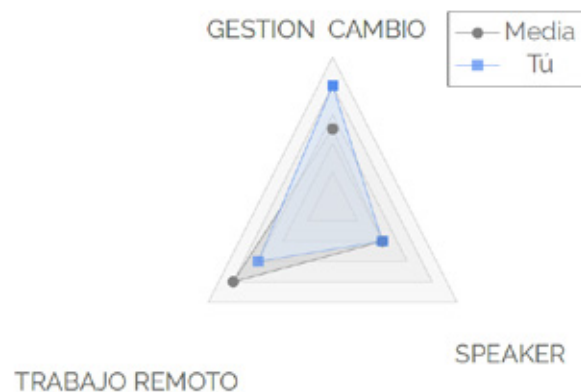 GESTION CAMBIO
Media
Tú
SPEAKER
TRABAJO REMOTO